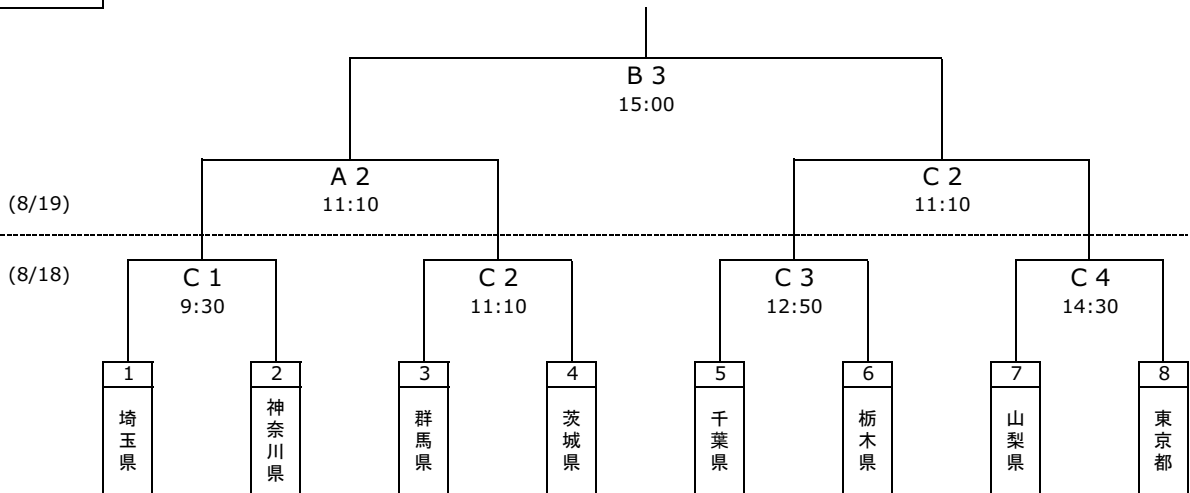 B 3
15:00
A 2
11:10
C 2
11:10
(8/19)
(8/18)
C 1
9:30
C 2
11:10
C 3
12:50
C 4
14:30
1
2
3
4
5
6
7
8
埼玉県
神奈川県
群馬県
茨城県
千葉県
栃木県
山梨県
東京都